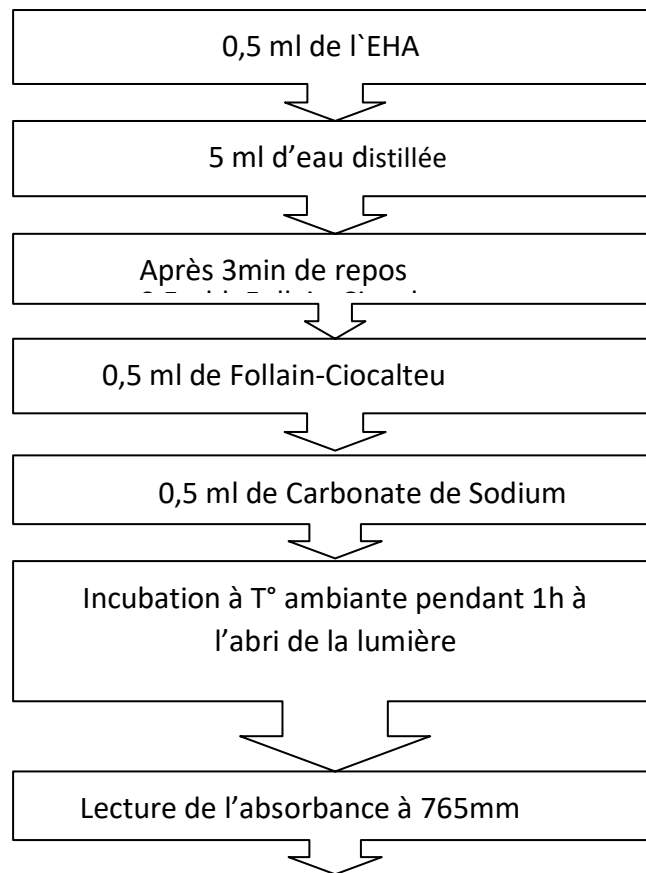 0,5 ml de l`EHA
5 ml d’eau distillée
Après 3min de repos
0,5 ml de Follain-Ciocalteu
0,5 ml de Carbonate de Sodium
Incubation à T° ambiante pendant 1h à
l’abri de la lumière
Lecture de l’absorbance à 765mm